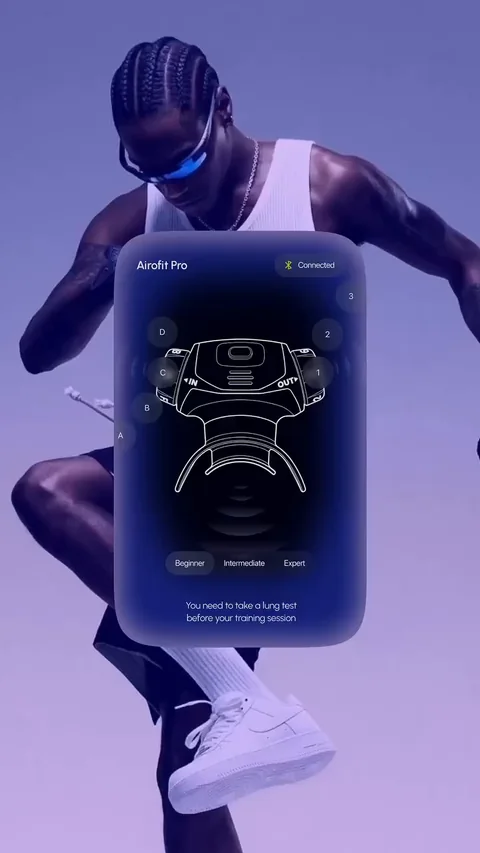 Airofit Pro
Connected
3
D
2
C
1
IN
OUT
B
A
Beginner
Intermediate
Expert
You need to take a lung test
before your training session